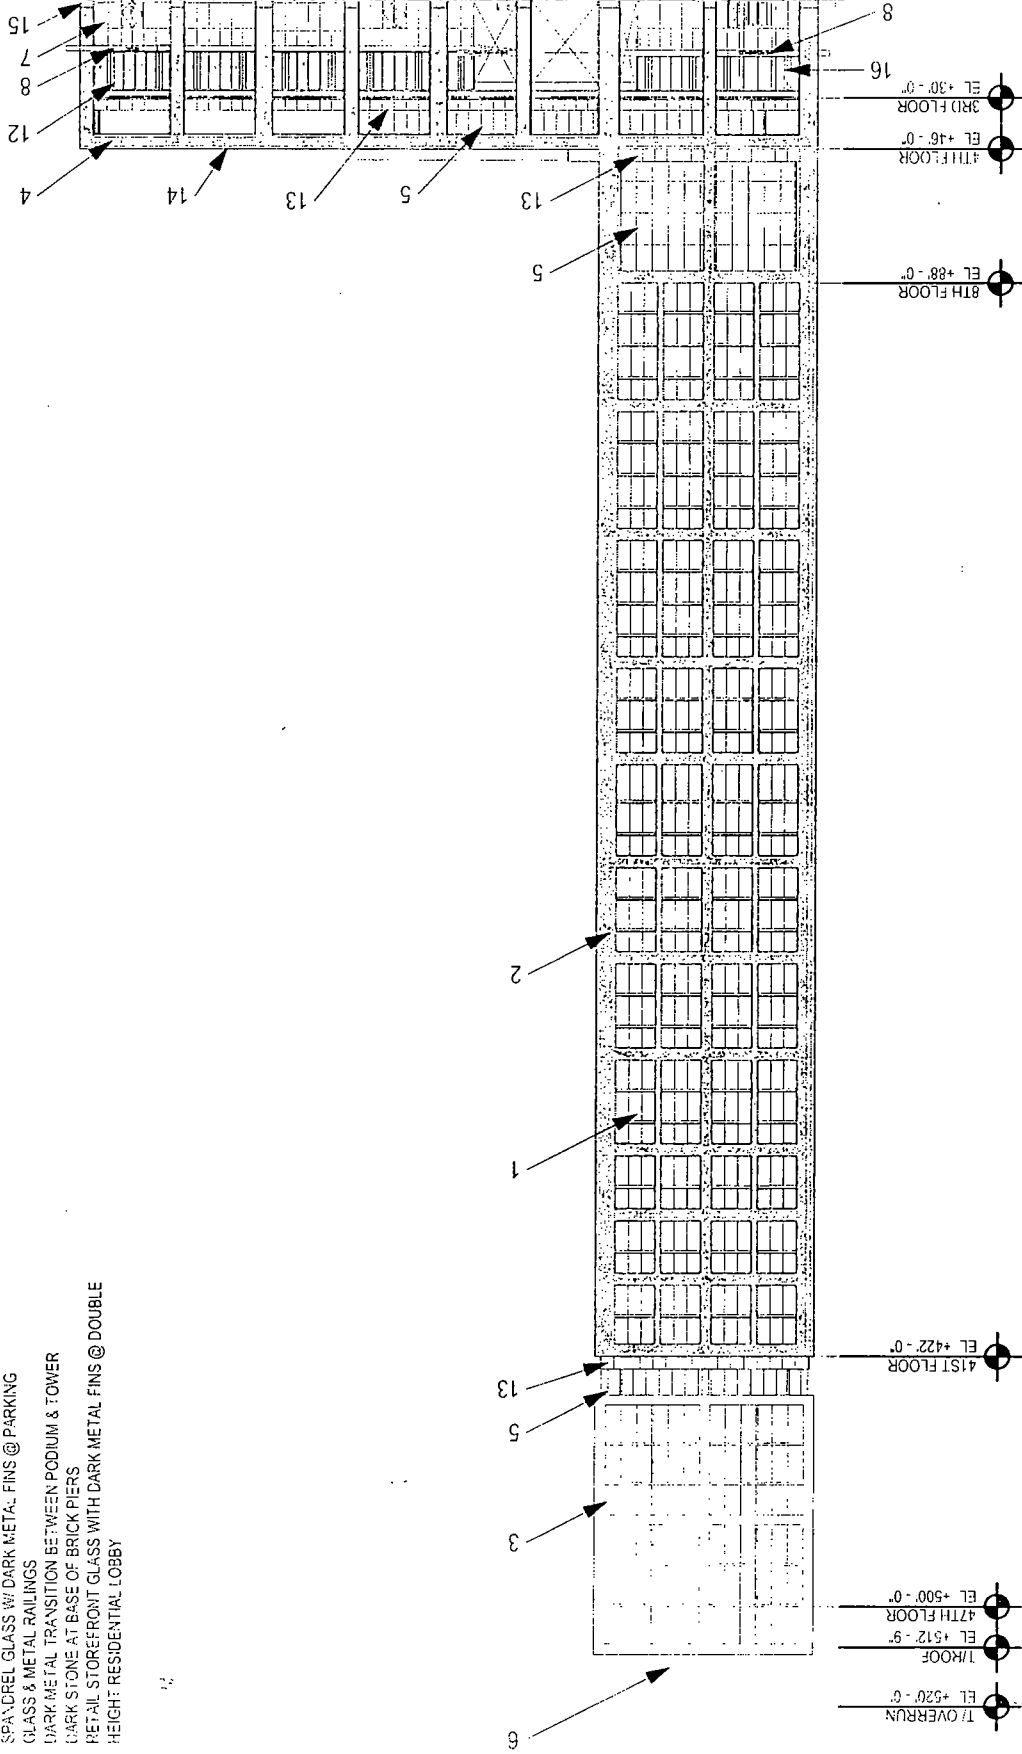 SPANDREL GLASS W/ DARK METAL FINS @ PARKING
GLASS & METAL RAILINGS
DARK METAL TRANSITION BETWEEN PODIUM & TOWER
DARK STONE AT BASE OF BRICK PIERS
RETAIL STOREFRONT GLASS WITH DARK METAL FINS @ DOUBLE
HEIGHT RESIDENTIAL LOBBY
T/ OVERRUN
EL +520' - 0"
T/ROOF
EL +512' - 9"
47TH FLOOR
EL +500' - 0"
41ST FLOOR
EL +422' - 0"
8TH FLOOR
EL +88' - 0"
4TH FLOOR
EL +46' - 0"
3RD FLOOR
EL +30' - 0"
6
3
5
13
1
2
5
13
5
13
14
4
12
8
7
15
16
8